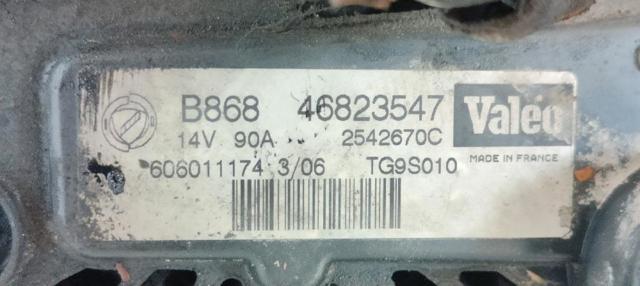 B868 46823547 Valeo
14V 90A 2542670C
MADE IN FRANCE
606011174 3/06 TG9S010